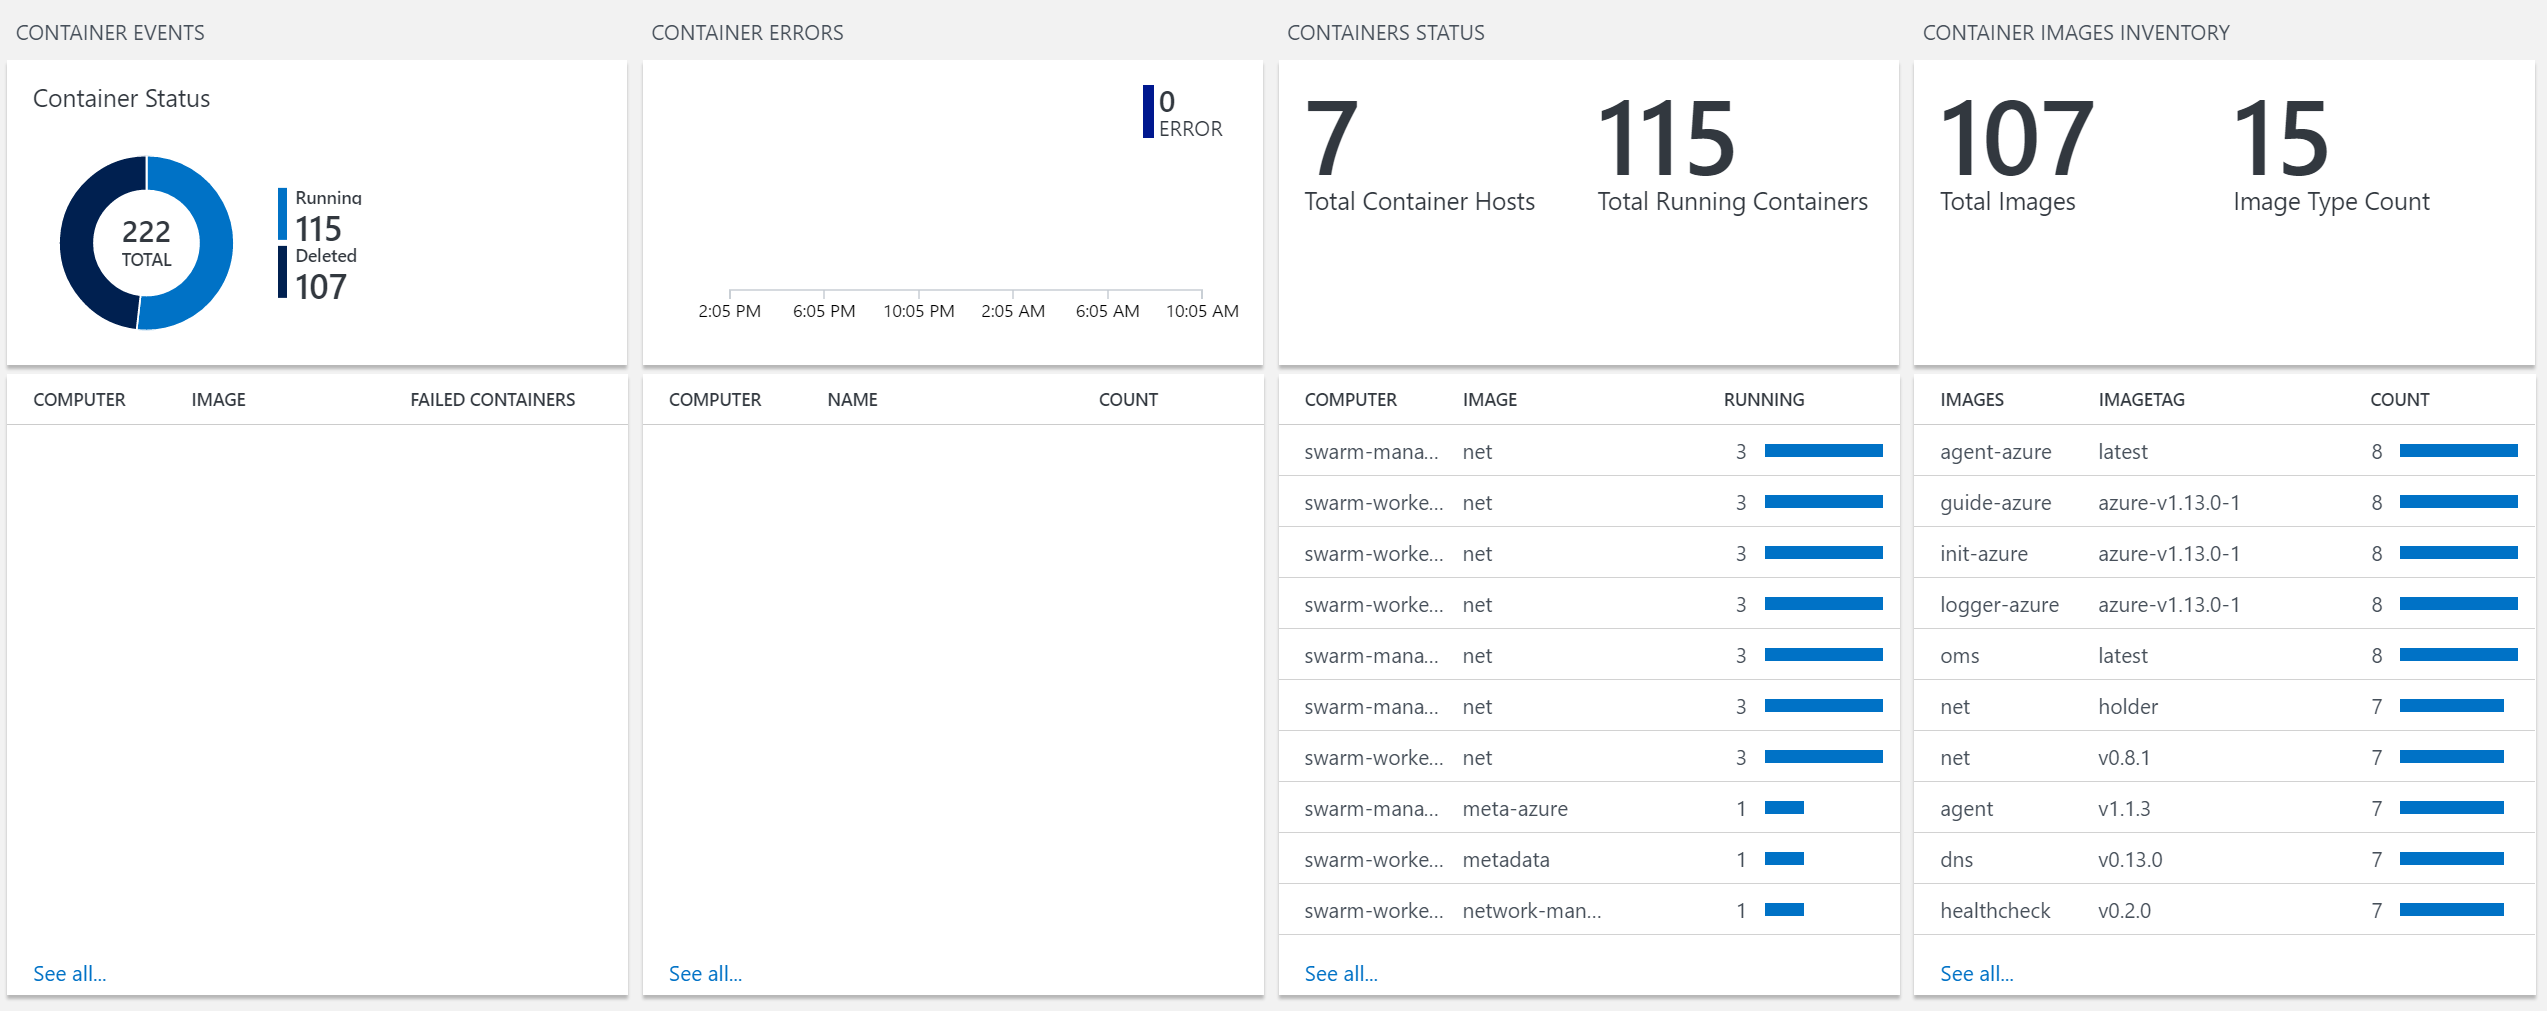 CONTAINER EVENTS
Container Status
222
TOTAL
Running
115
Deleted
107
COMPUTER IMAGE FAILED CONTAINERS
See all...
CONTAINER ERRORS
0
ERROR
2:05 PM 6:05 PM 10:05 PM 2:05 AM 6:05 AM 10:05 AM
COMPUTER NAME COUNT
See all...
CONTAINERS STATUS
7 115
Total Container Hosts Total Running Containers
COMPUTER IMAGE RUNNING
swarm-mana... net 3
swarm-worke... net 3
swarm-worke... net 3
swarm-worke... net 3
swarm-mana... net 3
swarm-mana... net 3
swarm-worke... net 3
swarm-mana... meta-azure 1
swarm-worke... metadata 1
swarm-worke... network-man... 1
See all...
CONTAINER IMAGES INVENTORY
107 15
Total Images Image Type Count
IMAGES IMAGETAG COUNT
agent-azure latest 8
guide-azure azure-v1.13.0-1 8
init-azure azure-v1.13.0-1 8
logger-azure azure-v1.13.0-1 8
oms latest 8
net holder 7
net v0.8.1 7
agent v1.1.3 7
dns v0.13.0 7
healthcheck v0.2.0 7
See all...